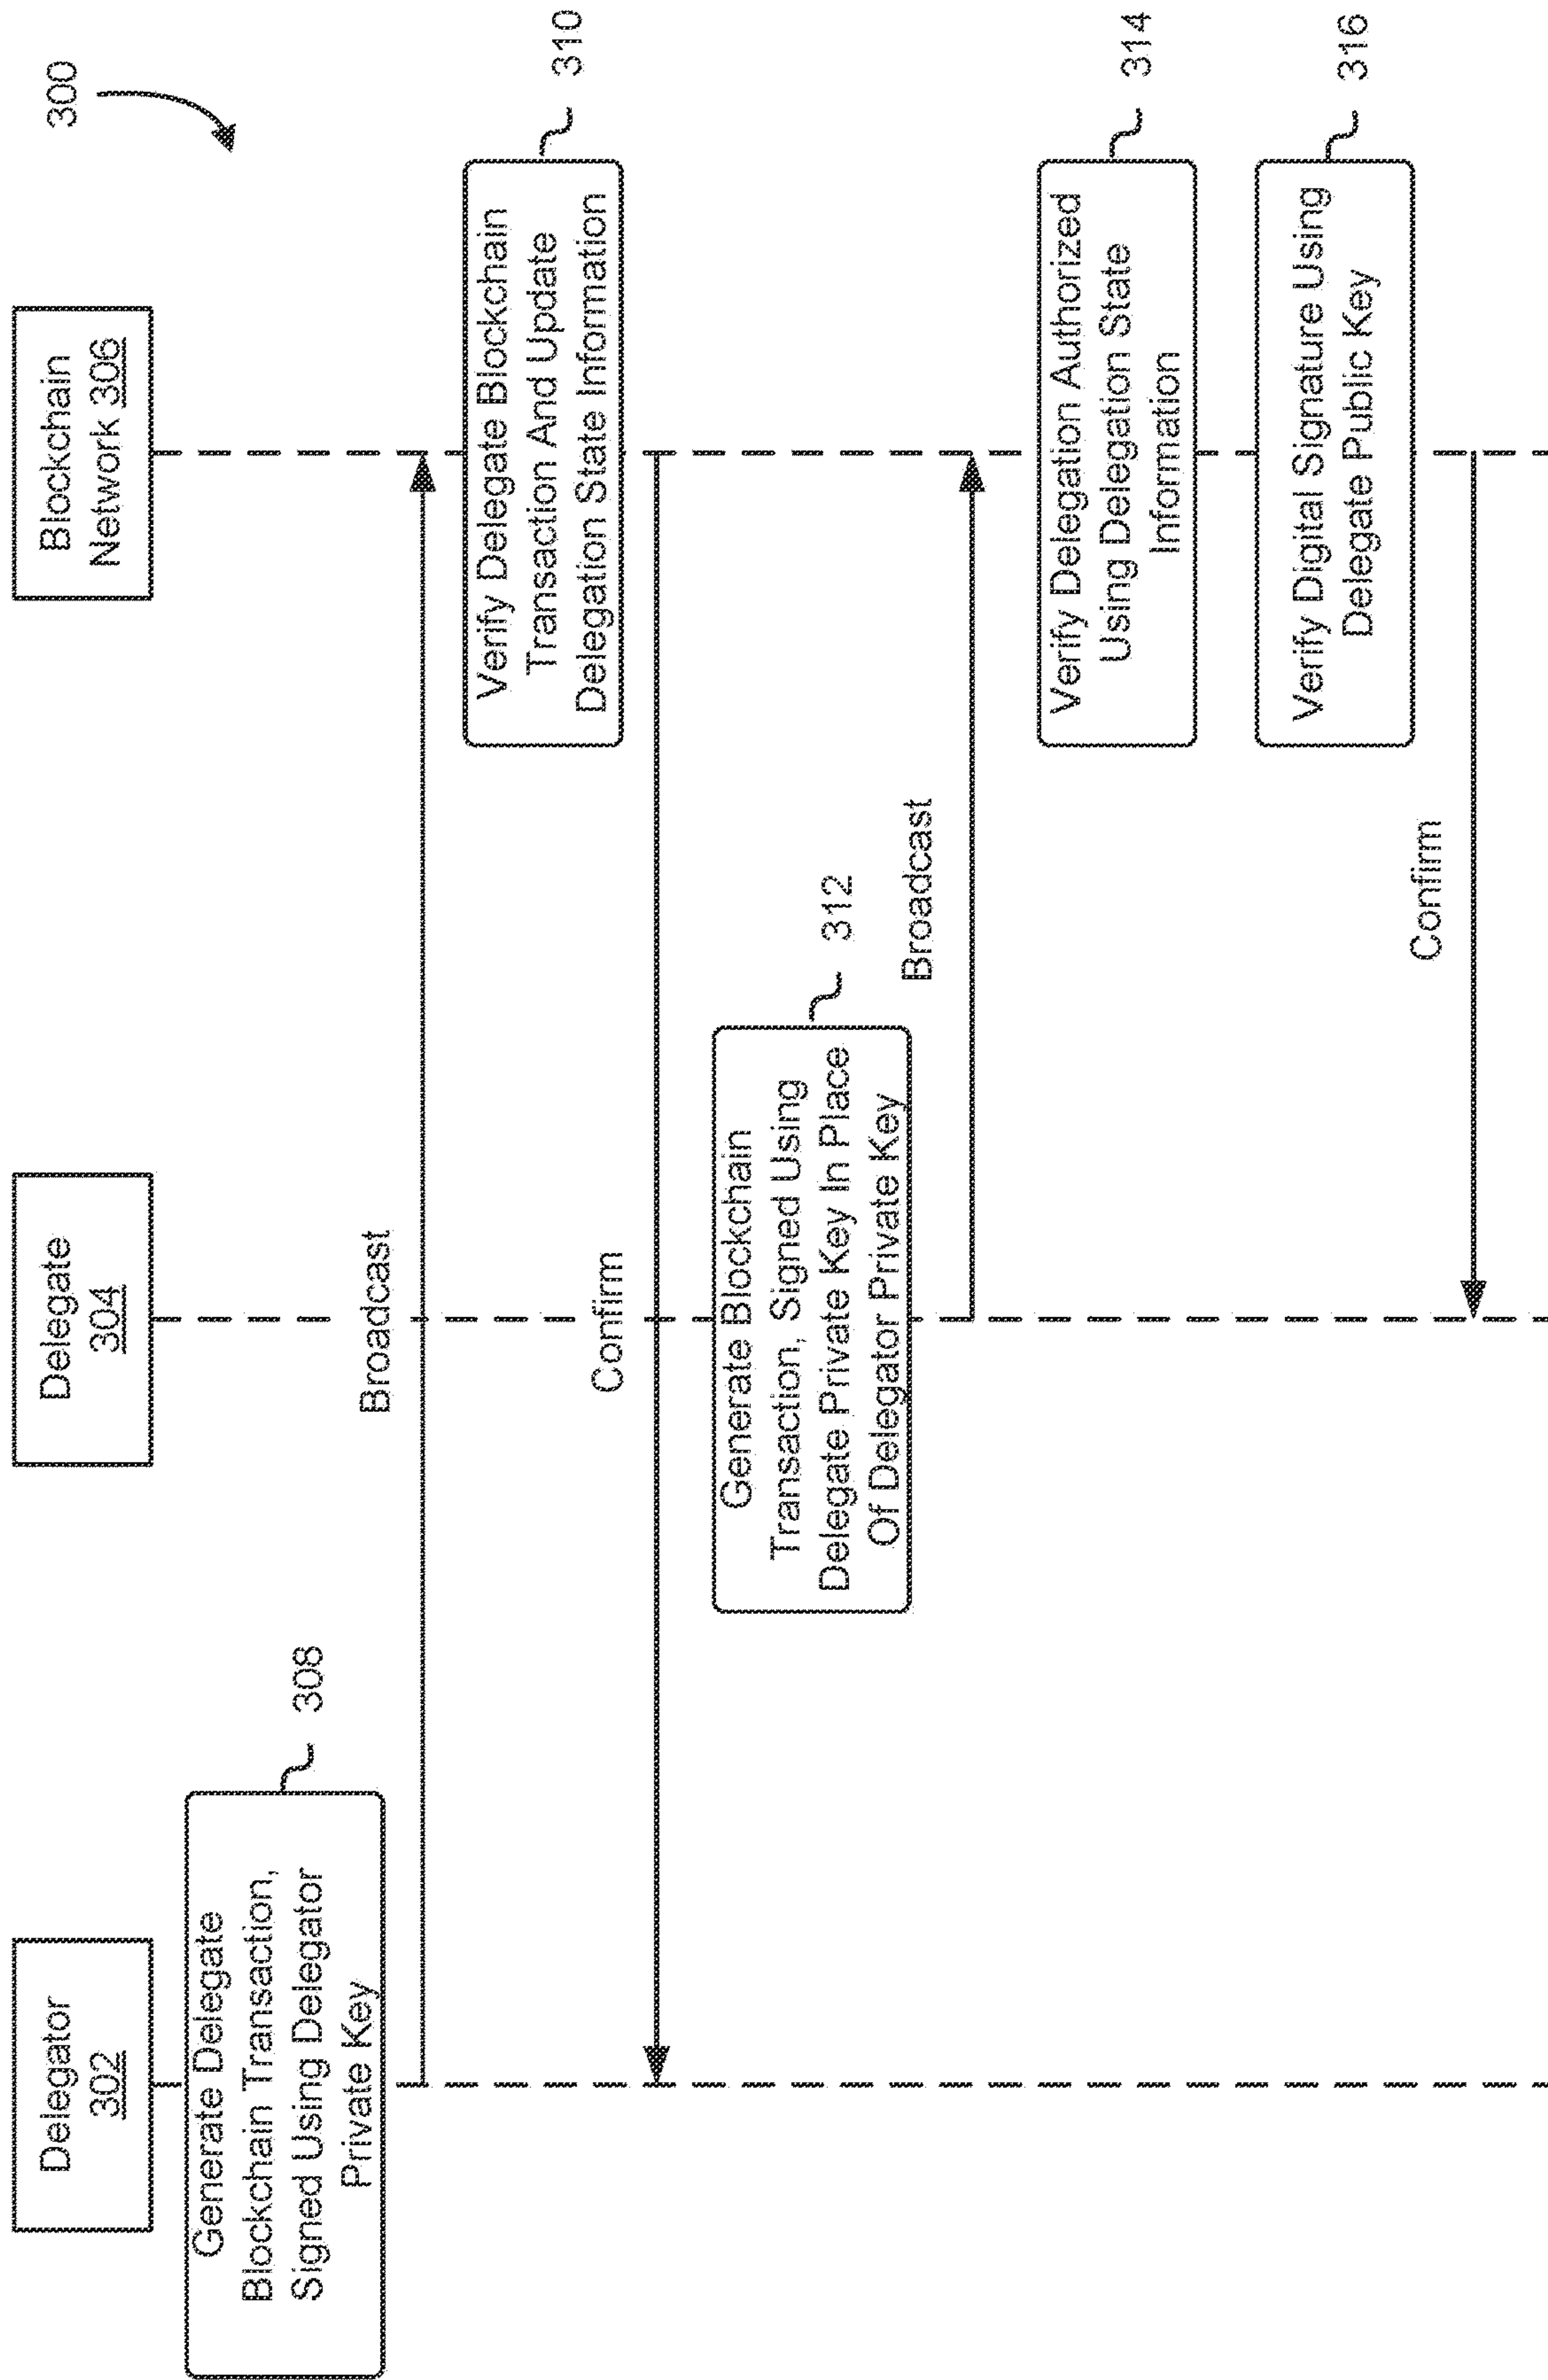 300
Delegator
302
Delegate
304
Blockchain
Network 306
Generate Delegate
Blockchain Transaction,
Signed Using Delegator
Private Key
308
Broadcast
Verify Delegate Blockchain
Transaction And Update
Delegation State Information
310
Confirm
Generate Blockchain
Transaction, Signed Using
Delegate Private Key In Place
Of Delegator Private Key
312
Broadcast
Verify Delegation Authorized
Using Delegation State
Information
314
Verify Digital Signature Using
Delegate Public Key
316
Confirm